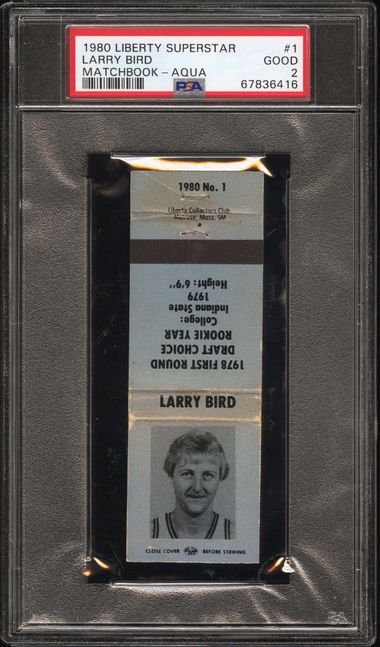 1980 LIBERTY SUPERSTAR #1
LARRY BIRD GOOD
MATCHBOOK - AQUA 2
PSA 67836416
1980 No. 1
Liberty Collectors Club
Mass. SM
1978 FIRST ROUND
DRAFT CHOICE
ROOKIE YEAR
College:
Indiana State
1979
Height: 6'9"
LARRY BIRD
CLOSE COVER BEFORE STRIKING